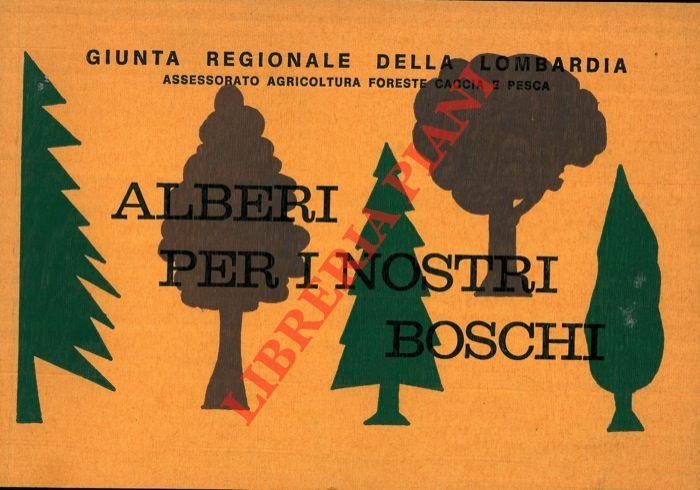 GIUNTA REGIONALE DELLA LOMBARDIA
ASSESSORATO AGRICOLTURA FORESTE CACCIA E PESCA
ALBERI
PER I NOSTRI
BOSCHI
LIBRERIA PIANI